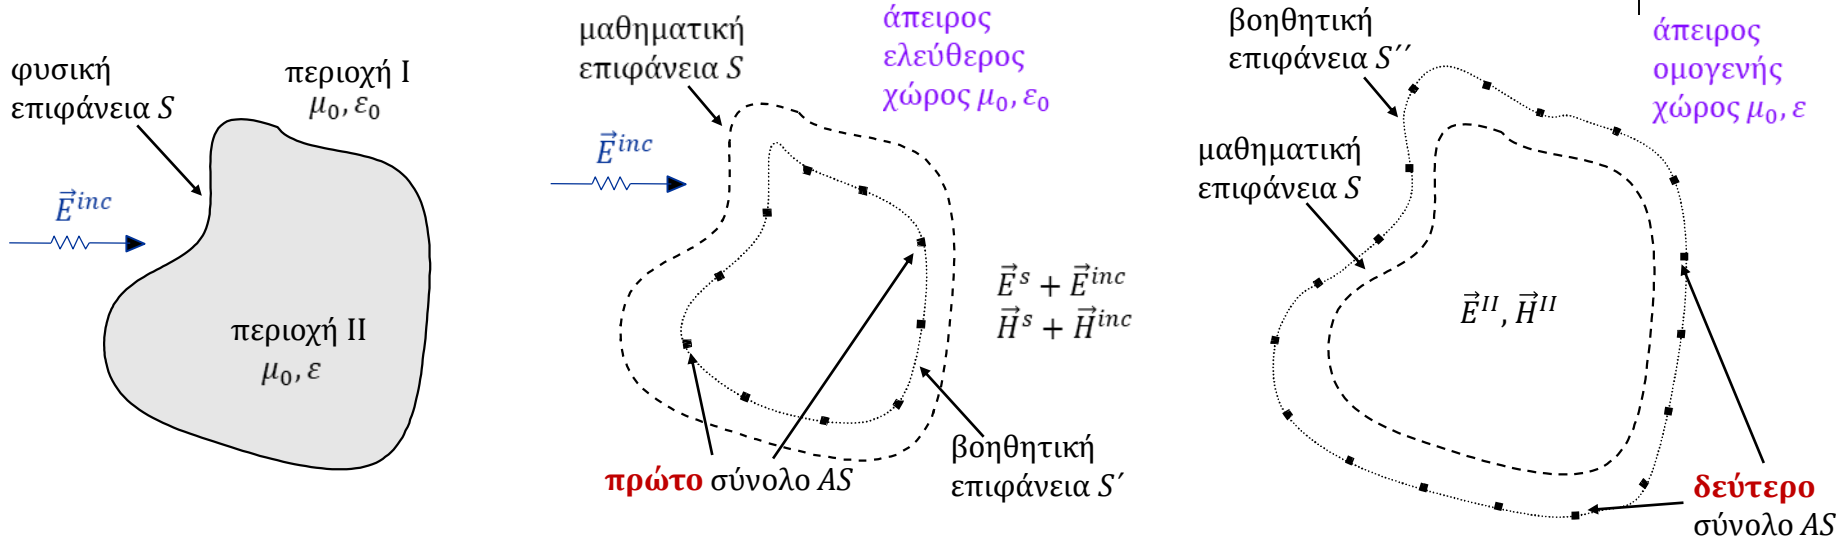 φυσική
επιφάνεια S
περιοχή I
μ₀, ε₀
E⃗ⁱⁿᶜ
περιοχή II
μ₀, ε
μαθηματική
επιφάνεια S
άπειρος
ελεύθερος
χώρος μ₀, ε₀
E⃗ⁱⁿᶜ
E⃗ˢ + E⃗ⁱⁿᶜ
H⃗ˢ + H⃗ⁱⁿᶜ
βοηθητική
επιφάνεια S′
πρώτο σύνολο AS
βοηθητική
επιφάνεια S′′
μαθηματική
επιφάνεια S
άπειρος
ομογενής
χώρος μ₀, ε
E⃗ᴵᴵ, H⃗ᴵᴵ
δεύτερο
σύνολο AS